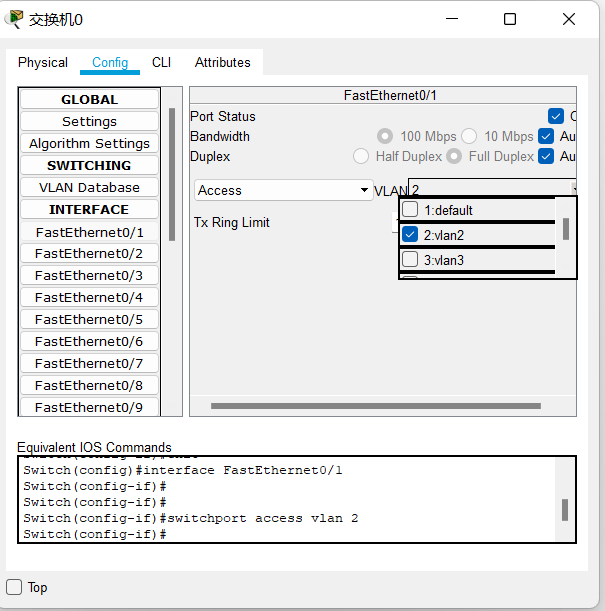 交换机0
Physical Config CLI Attributes
GLOBAL
Settings
Algorithm Settings
SWITCHING
VLAN Database
INTERFACE
FastEthernet0/1
FastEthernet0/2
FastEthernet0/3
FastEthernet0/4
FastEthernet0/5
FastEthernet0/6
FastEthernet0/7
FastEthernet0/8
FastEthernet0/9
FastEthernet0/1
Port Status
Bandwidth 100 Mbps 10 Mbps Au
Duplex Half Duplex Full Duplex Au
Access VLAN 2
1:default
2:vlan2
3:vlan3
Tx Ring Limit
Equivalent IOS Commands
Switch(config)#interface FastEthernet0/1
Switch(config-if)#
Switch(config-if)#
Switch(config-if)#switchport access vlan 2
Switch(config-if)#
Top